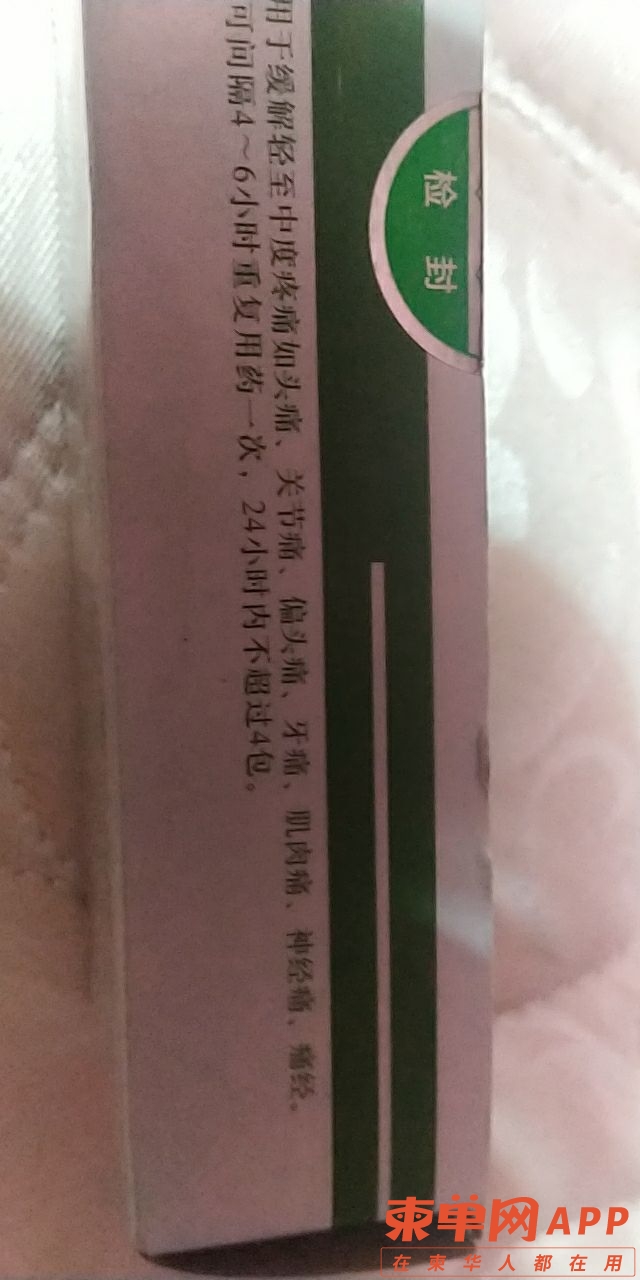 检封
用于缓解轻至中度疼痛如头痛、关节痛、偏头痛、牙痛、肌肉痛、神经痛、痛经。
可间隔4～6小时重复用药一次，24小时内不超过4包。
柬单网APP
在柬华人都在用